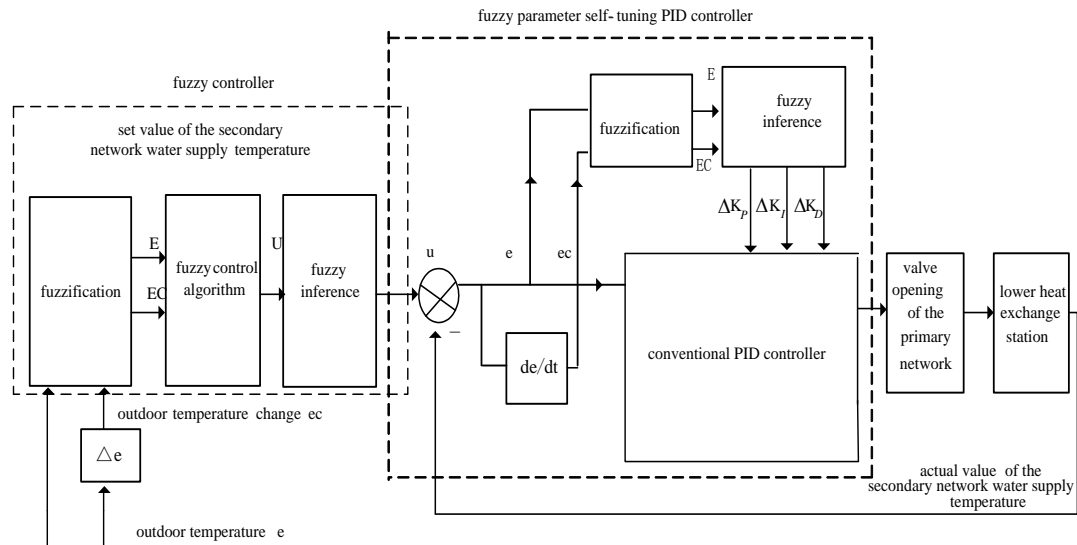 fuzzy parameter self- tuning PID controller
fuzzy controller
set value of the secondary
network water supply temperature
fuzzification
E
EC
fuzzy control
algorithm
U
fuzzy
inference
u
−
e
ec
de/dt
fuzzification
E
EC
fuzzy
inference
ΔK_P
ΔK_I
ΔK_D
conventional PID controller
valve
opening
of the
primary
network
lower heat
exchange
station
outdoor temperature change ec
△e
outdoor temperature e
actual value of the
secondary network water supply
temperature